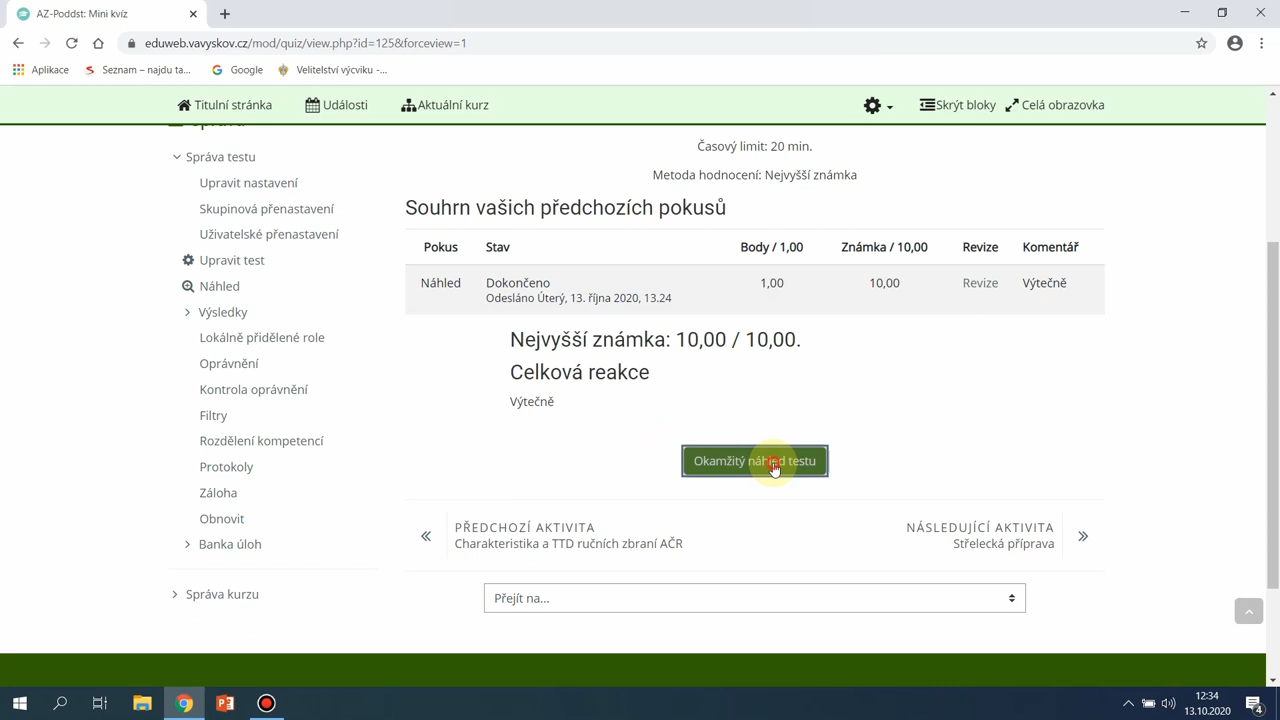 AZ-Poddst: Mini kvíz
eduweb.vavyskov.cz/mod/quiz/view.php?id=125&forceview=1
Aplikace
Seznam – najdu ta...
Google
Velitelství výcviku -...
Titulní stránka
Události
Aktuální kurz
Skrýt bloky
Celá obrazovka
Správa testu
Upravit nastavení
Skupinová přenastavení
Uživatelské přenastavení
Upravit test
Náhled
Výsledky
Lokálně přidělené role
Oprávnění
Kontrola oprávnění
Filtry
Rozdělení kompetencí
Protokoly
Záloha
Obnovit
Banka úloh
Správa kurzu
Časový limit: 20 min.
Metoda hodnocení: Nejvyšší známka
Souhrn vašich předchozích pokusů
Pokus Stav Body / 1,00 Známka / 10,00 Revize Komentář
Náhled Dokončeno 1,00 10,00 Revize Výtečně
Odesláno Úterý, 13. října 2020, 13.24
Nejvyšší známka: 10,00 / 10,00.
Celková reakce
Výtečně
Okamžitý náhled testu
PŘEDCHOZÍ AKTIVITA
Charakteristika a TTD ručních zbraní AČR
NÁSLEDUJÍCÍ AKTIVITA
Střelecká příprava
Přejít na...
12:34
13.10.2020
4